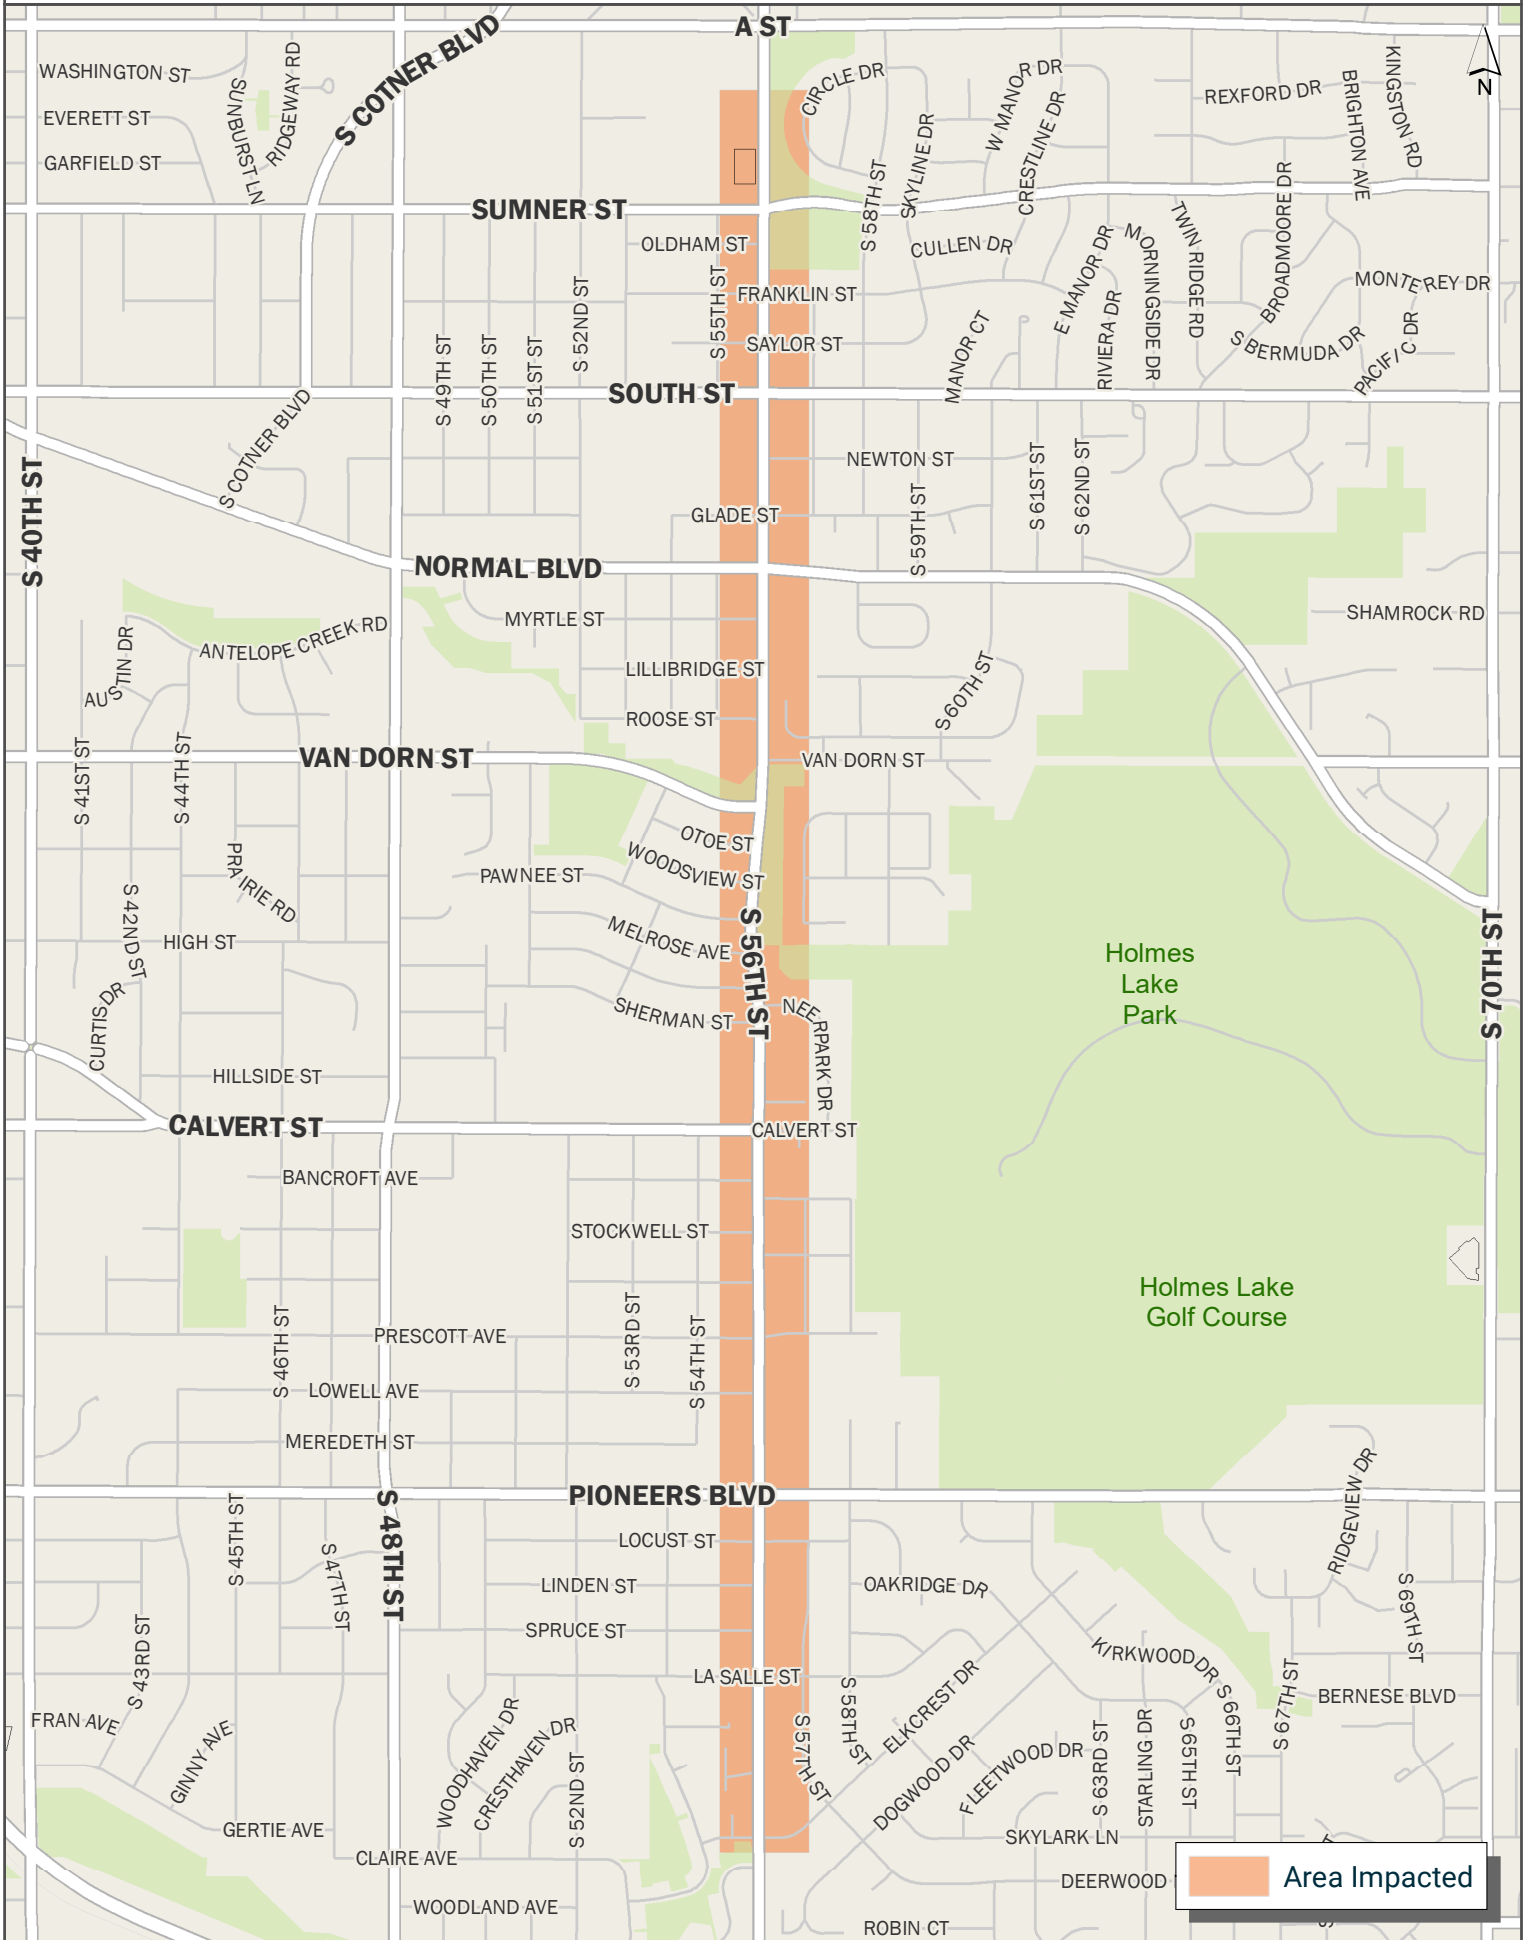 A ST
S COTNER BLVD
WASHINGTON ST
SUNBURST LN
RIDGEWAY RD
EVERETT ST
GARFIELD ST
CIRCLE DR
W MANOR DR
CRESTLINE DR
SKYLINE DR
S 58TH ST
REXFORD DR
BRIGHTON AVE
KINGSTON RD
N
SUMNER ST
OLDHAM ST
CULLEN DR
E MANOR DR
MORNINGSIDE DR
TWIN RIDGE RD
BROADMOORE DR
MONTEREY DR
S 55TH ST
FRANKLIN ST
S 52ND ST
SAYLOR ST
MANOR CT
RIVIERA DR
S BERMUDA DR
PACIFIC DR
S 49TH ST
S 50TH ST
S 51ST ST
SOUTH ST
S COTNER BLVD
S 40TH ST
NEWTON ST
S 59TH ST
S 61ST ST
S 62ND ST
GLADE ST
NORMAL BLVD
MYRTLE ST
SHAMROCK RD
ANTELOPE CREEK RD
AUSTIN DR
LILLIBRIDGE ST
S 60TH ST
ROOSE ST
VAN DORN ST
VAN DORN ST
S 41ST ST
S 44TH ST
OTOE ST
WOODSVIEW ST
PAWNEE ST
PRAIRIE RD
S 42ND ST
HIGH ST
MELROSE AVE
S 56TH ST
S 70TH ST
Holmes
Lake
Park
CURTIS DR
SHERMAN ST
NEERPARK DR
HILLSIDE ST
CALVERT ST
CALVERT ST
BANCROFT AVE
STOCKWELL ST
Holmes Lake
Golf Course
S 46TH ST
PRESCOTT AVE
S 53RD ST
S 54TH ST
LOWELL AVE
MEREDETH ST
PIONEERS BLVD
S 48TH ST
RIDGEVIEW DR
S 45TH ST
S 47TH ST
LOCUST ST
LINDEN ST
OAKRIDGE DR
S 69TH ST
SPRUCE ST
S 43RD ST
KIRKWOOD DR
LA SALLE ST
S 58TH ST
ELKCREST DR
S 66TH ST
S 67TH ST
BERNESE BLVD
FRAN AVE
GINNY AVE
WOODHAVEN DR
CRESTHAVEN DR
S 52ND ST
S 57TH ST
DOGWOOD DR
FLEETWOOD DR
S 63RD ST
STARLING DR
S 65TH ST
GERTIE AVE
SKYLARK LN
CLAIRE AVE
DEERWOOD
Area Impacted
WOODLAND AVE
ROBIN CT